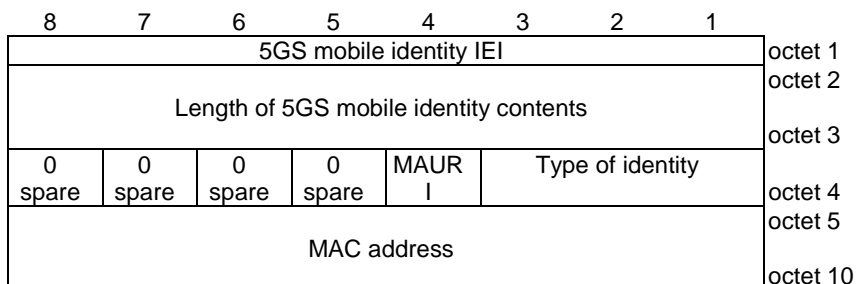 8 7 6 5 4 3 2 1
5GS mobile identity IEI octet 1
octet 2
Length of 5GS mobile identity contents
octet 3
0 0 0 0 MAUR Type of identity
spare spare spare spare I octet 4
octet 5
MAC address
octet 10